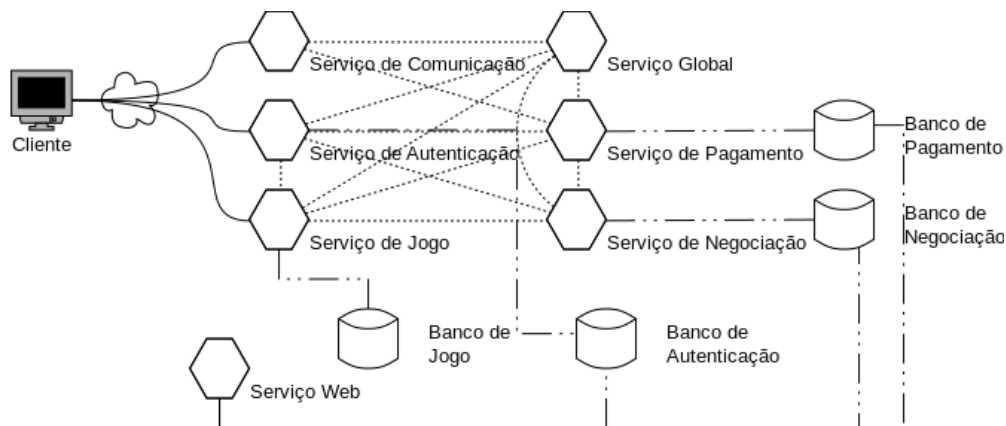 Serviço de Comunicação
Serviço Global
Cliente
Serviço de Autenticação
Serviço de Pagamento
Banco de
Pagamento
Serviço de Jogo
Serviço de Negociação
Banco de
Negociação
Banco de
Jogo
Banco de
Autenticação
Serviço Web